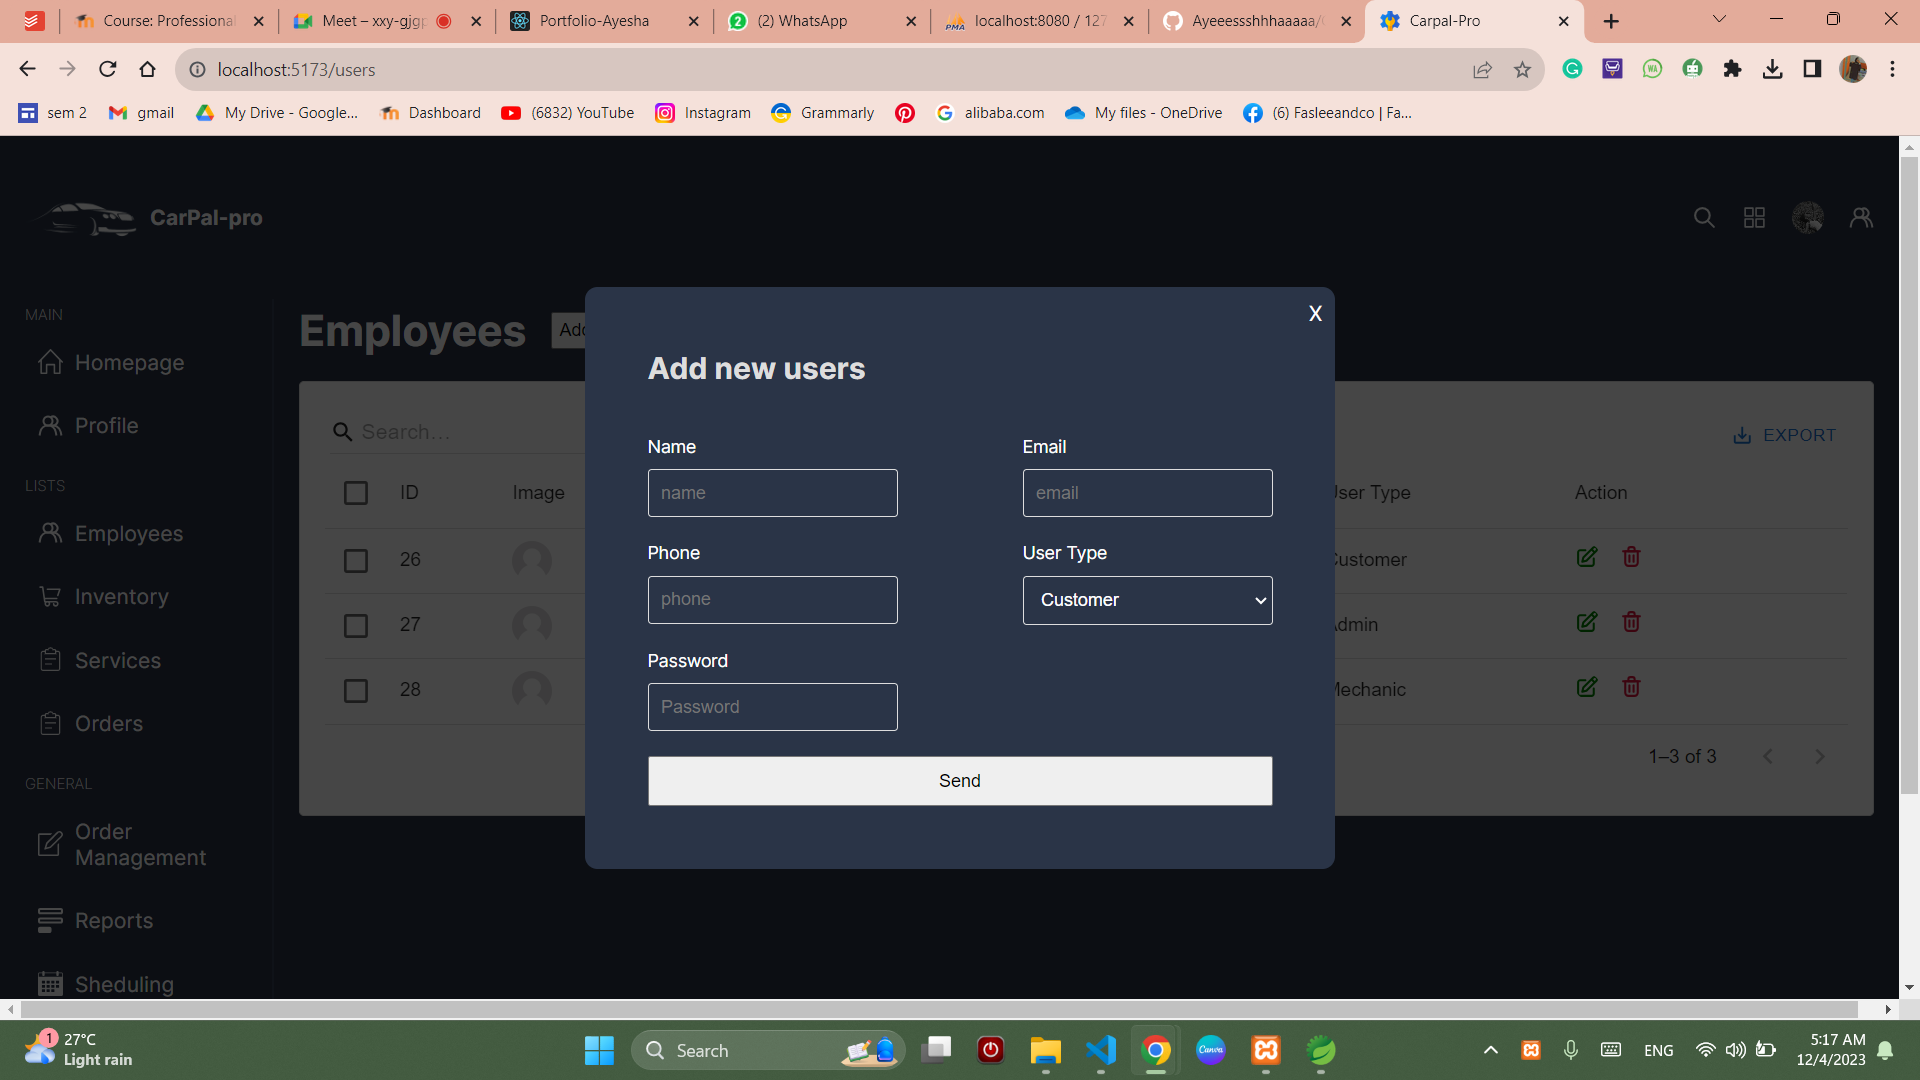 Course: Professional
Meet – xxy-gjgp
Portfolio-Ayesha
2
(2) WhatsApp
PMA
localhost:8080 / 127
Ayeeessshhhaaaaa/
Carpal-Pro
localhost:5173/users
sem 2
gmail
My Drive - Google...
Dashboard
(6832) YouTube
Instagram
Grammarly
alibaba.com
My files - OneDrive
(6) Fasleeandco | Fa...
CarPal-pro
MAIN
Homepage
Profile
LISTS
Employees
Inventory
Services
Orders
GENERAL
Order
Management
Reports
Sheduling
Employees
Search...
EXPORT
ID
Image
User Type
Action
26
Customer
27
Admin
28
Mechanic
1–3 of 3
X
Add new users
Name
Email
name
email
Phone
User Type
phone
Customer
Password
Password
Send
1
27°C
Light rain
Search
Canva
ENG
5:17 AM
12/4/2023